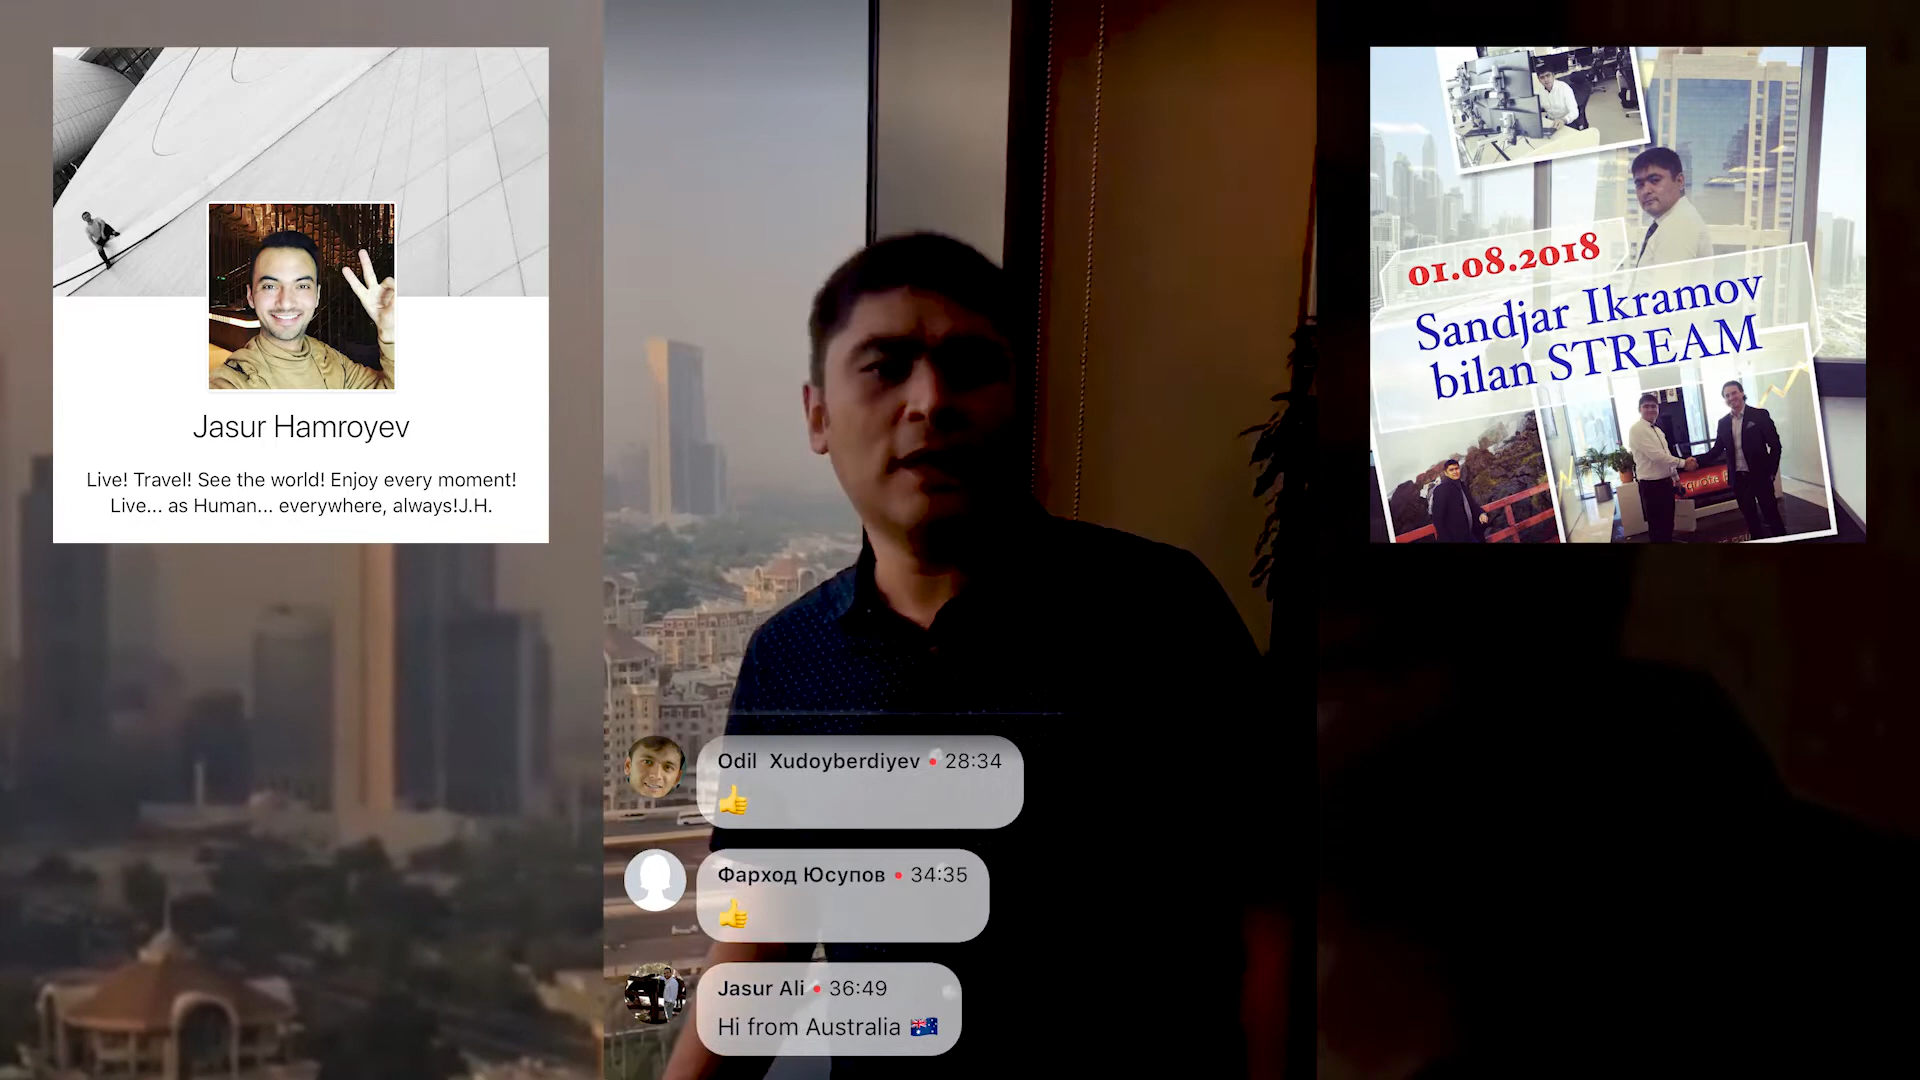 Jasur Hamroyev
Live! Travel! See the world! Enjoy every moment!
Live... as Human... everywhere, always!J.H.
01.08.2018
Sandjar Ikramov
bilan STREAM
Odil Xudoyberdiyev • 28:34
👍
Фарход Юсупов • 34:35
👍
Jasur Ali • 36:49
Hi from Australia 🇦🇺